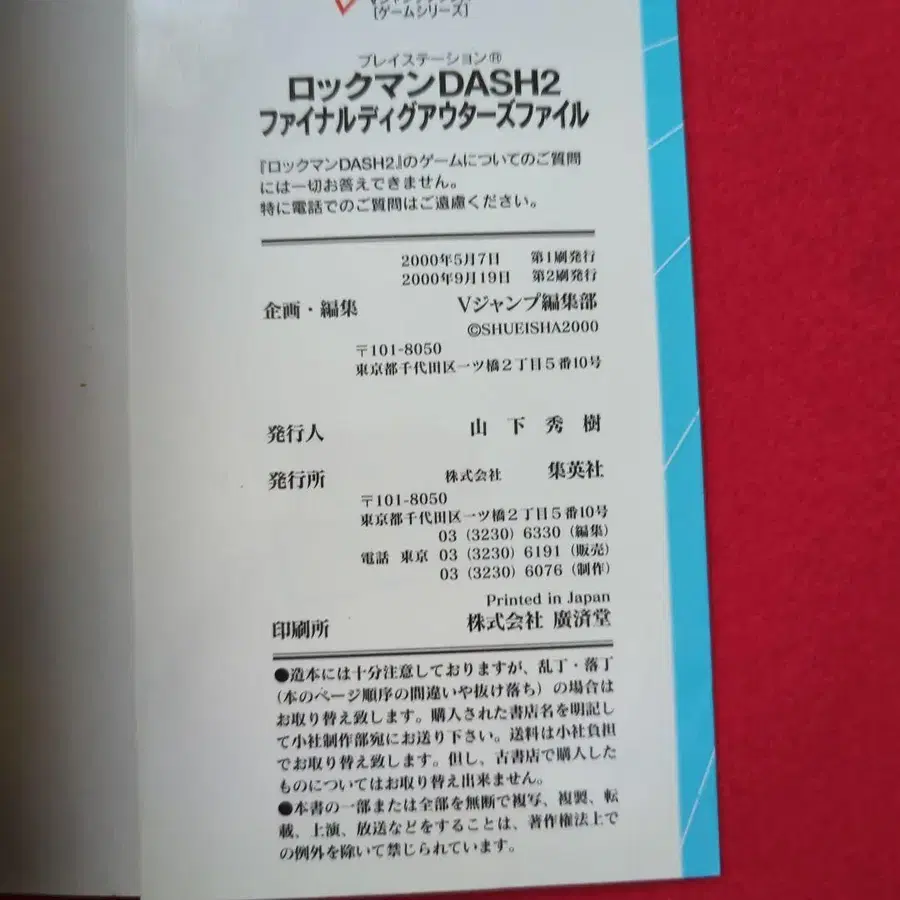 [ゲームシリーズ]
プレイステーション®
ロックマンDASH2
ファイナルディグアウターズファイル
『ロックマンDASH2』のゲームについてのご質問
には一切お答えできません。
特に電話でのご質問はご遠慮ください。
2000年5月7日 第1刷発行
2000年9月19日 第2刷発行
企画・編集 Vジャンプ編集部
©SHUEISHA2000
〒101-8050
東京都千代田区一ツ橋2丁目5番10号
発行人 山下秀樹
発行所 株式会社 集英社
〒101-8050
東京都千代田区一ツ橋2丁目5番10号
03（3230）6330（編集）
電話 東京 03（3230）6191（販売）
03（3230）6076（制作）
Printed in Japan
印刷所 株式会社 廣済堂
●造本には十分注意しておりますが、乱丁・落丁
（本のページ順序の間違いや抜け落ち）の場合は
お取り替え致します。購入された書店名を明記し
て小社制作部宛にお送り下さい。送料は小社負担
でお取り替え致します。但し、古書店で購入した
ものについてはお取り替え出来ません。
●本書の一部または全部を無断で複写、複製、転
載、上演、放送などをすることは、著作権法上で
の例外を除いて禁じられています。